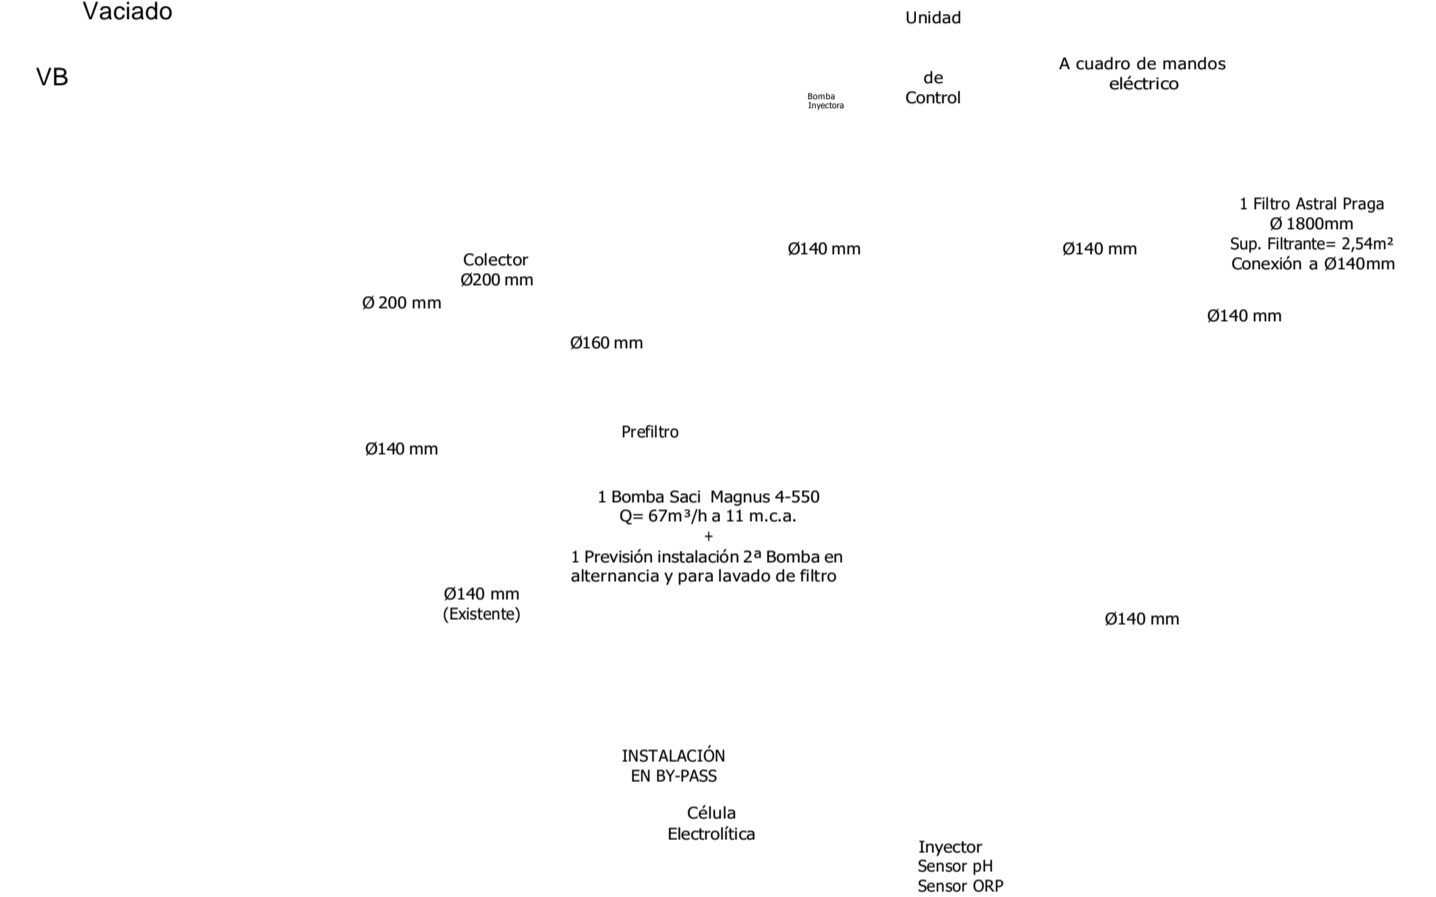 Vaciado
Unidad
VB
de
Control
A cuadro de mandos
eléctrico
Bomba
Inyectora
1 Filtro Astral Praga
Ø 1800mm
Sup. Filtrante= 2,54m²
Conexión a Ø140mm
Ø140 mm
Ø140 mm
Colector
Ø200 mm
Ø 200 mm
Ø140 mm
Ø160 mm
Prefiltro
Ø140 mm
1 Bomba Saci Magnus 4-550
Q= 67m³/h a 11 m.c.a.
+
1 Previsión instalación 2ª Bomba en
alternancia y para lavado de filtro
Ø140 mm
(Existente)
Ø140 mm
INSTALACIÓN
EN BY-PASS
Célula
Electrolítica
Inyector
Sensor pH
Sensor ORP